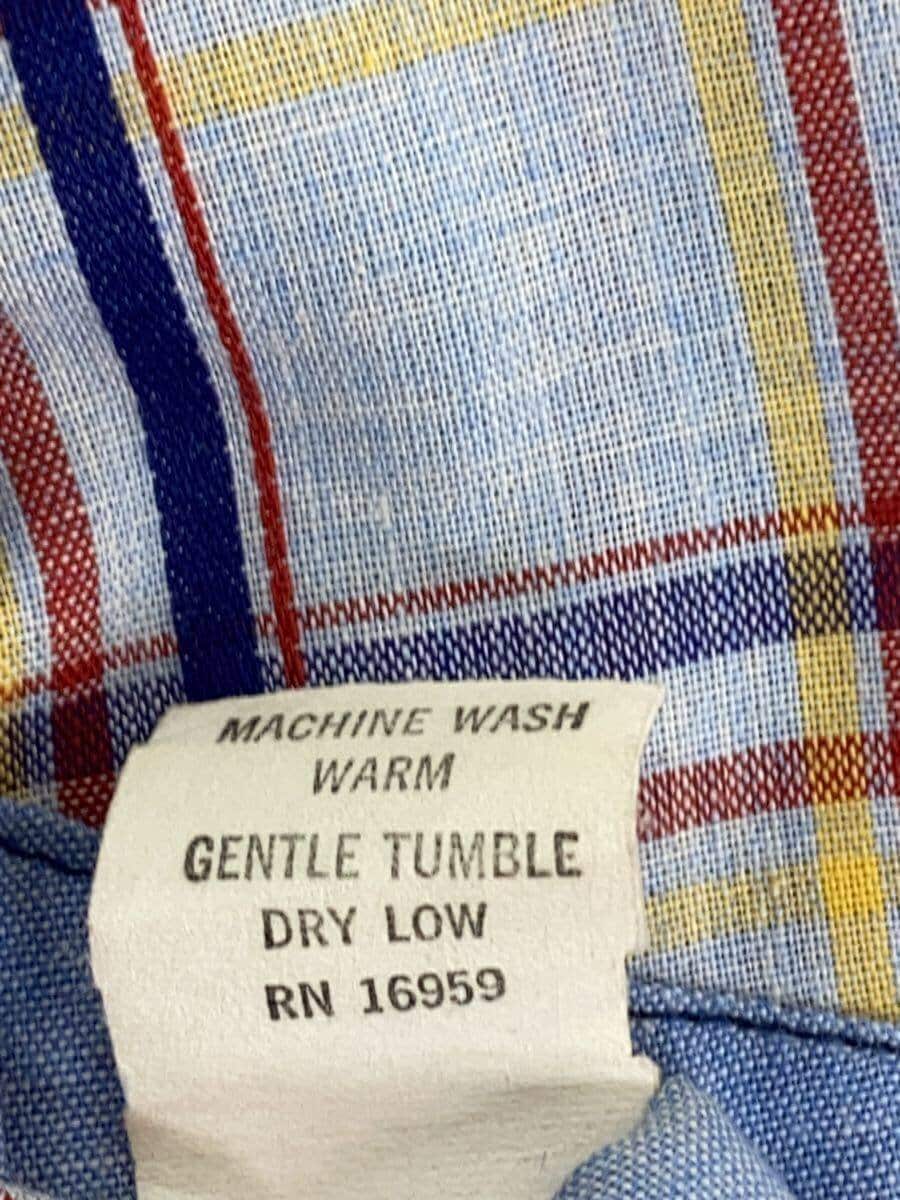 MACHINE WASH
WARM
GENTLE TUMBLE
DRY LOW
RN 16959